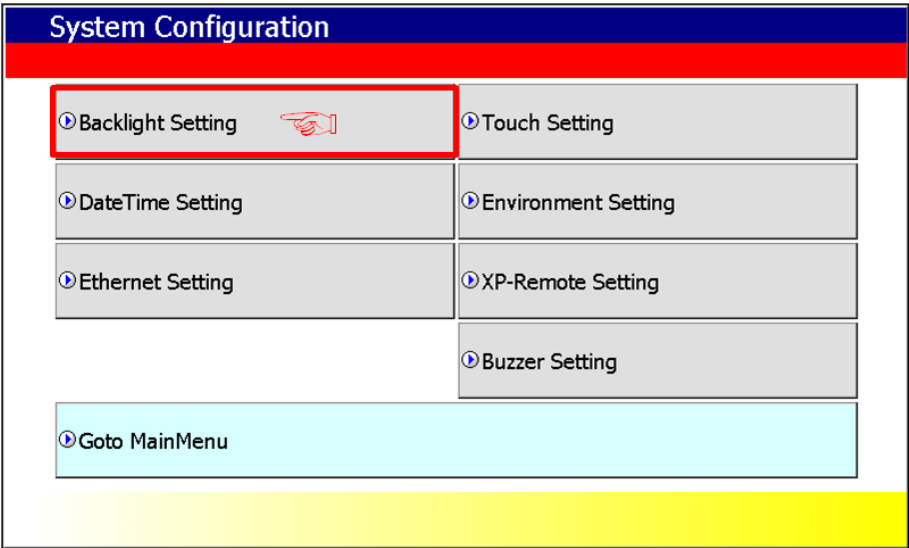 System Configuration
Backlight Setting
Touch Setting
DateTime Setting
Environment Setting
Ethernet Setting
XP-Remote Setting
Buzzer Setting
Goto MainMenu